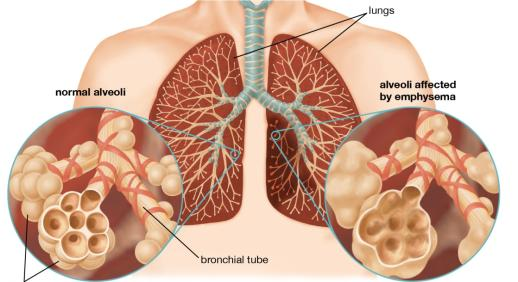 lungs
normal alveoli
alveoli affected
by emphysema
bronchial tube